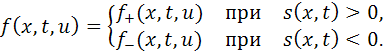 f(x,t,u) = { f₊(x,t,u) при s(x,t) > 0,
f₋(x,t,u) при s(x,t) < 0.